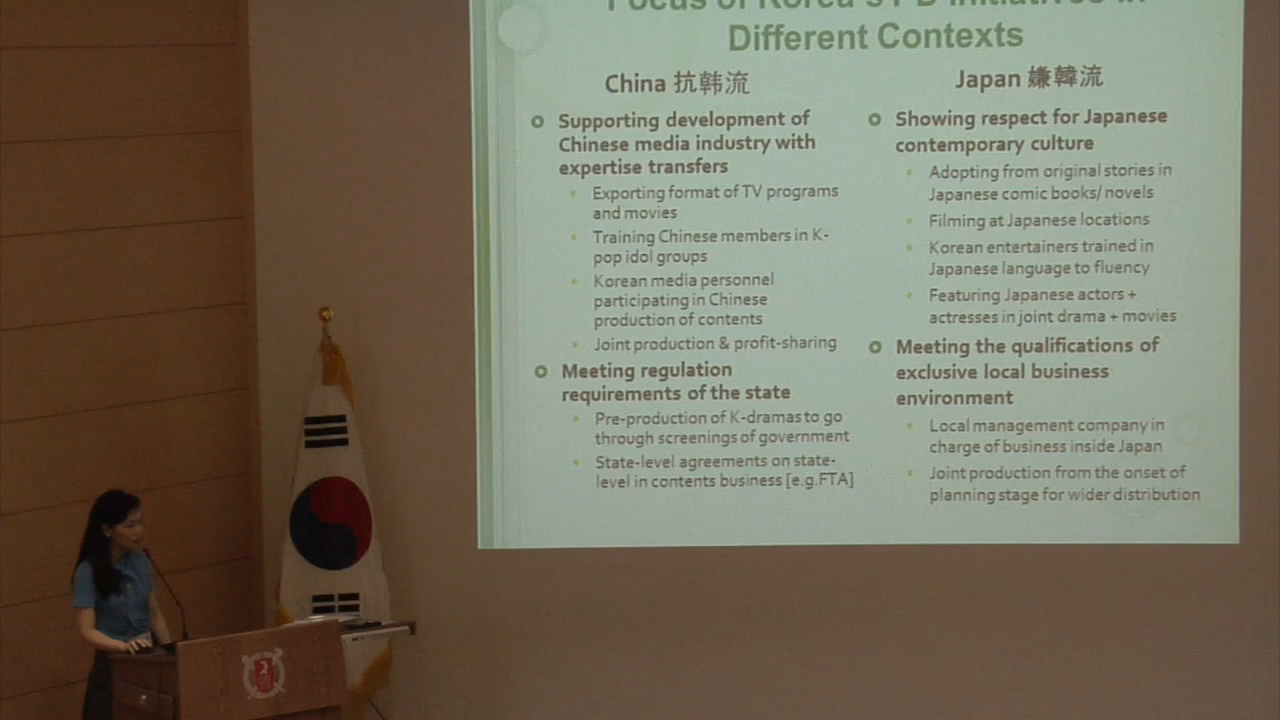 Focus of Korea's PD Initiatives in
Different Contexts
China 抗韩流
Supporting development of
Chinese media industry with
expertise transfers
Exporting format of TV programs
and movies
Training Chinese members in K-
pop idol groups
Korean media personnel
participating in Chinese
production of contents
Joint production & profit-sharing
Meeting regulation
requirements of the state
Pre-production of K-dramas to go
through screenings of government
State-level agreements on state-
level in contents business [e.g.FTA]
Japan 嫌韓流
Showing respect for Japanese
contemporary culture
Adopting from original stories in
Japanese comic books/ novels
Filming at Japanese locations
Korean entertainers trained in
Japanese language to fluency
Featuring Japanese actors +
actresses in joint drama + movies
Meeting the qualifications of
exclusive local business
environment
Local management company in
charge of business inside Japan
Joint production from the onset of
planning stage for wider distribution